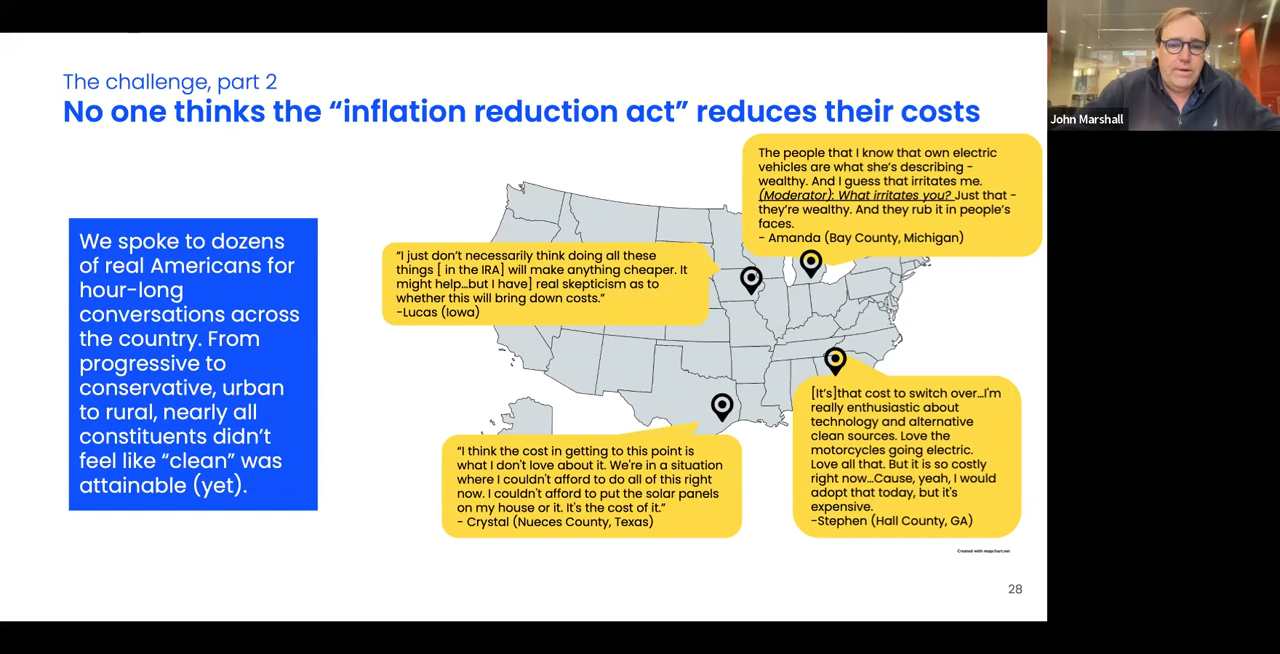 The challenge, part 2
No one thinks the “inflation reduction act” reduces their costs
John Marshall
We spoke to dozens
of real Americans for
hour-long
conversations across
the country. From
progressive to
conservative, urban
to rural, nearly all
constituents didn’t
feel like “clean” was
attainable (yet).
The people that I know that own electric
vehicles are what she’s describing -
wealthy. And I guess that irritates me.
(Moderator): What irritates you? Just that -
they’re wealthy. And they rub it in people’s
faces.
- Amanda (Bay County, Michigan)
“I just don’t necessarily think doing all these
things [ in the IRA] will make anything cheaper. It
might help…but I have] real skepticism as to
whether this will bring down costs.”
-Lucas (Iowa)
[It’s]that cost to switch over…I'm
really enthusiastic about
technology and alternative
clean sources. Love the
motorcycles going electric.
Love all that. But it is so costly
right now…Cause, yeah, I would
adopt that today, but it's
expensive.
-Stephen (Hall County, GA)
“I think the cost in getting to this point is
what I don't love about it. We're in a situation
where I couldn't afford to do all of this right
now. I couldn't afford to put the solar panels
on my house or it. It's the cost of it.”
- Crystal (Nueces County, Texas)
Created with mapchart.net
28